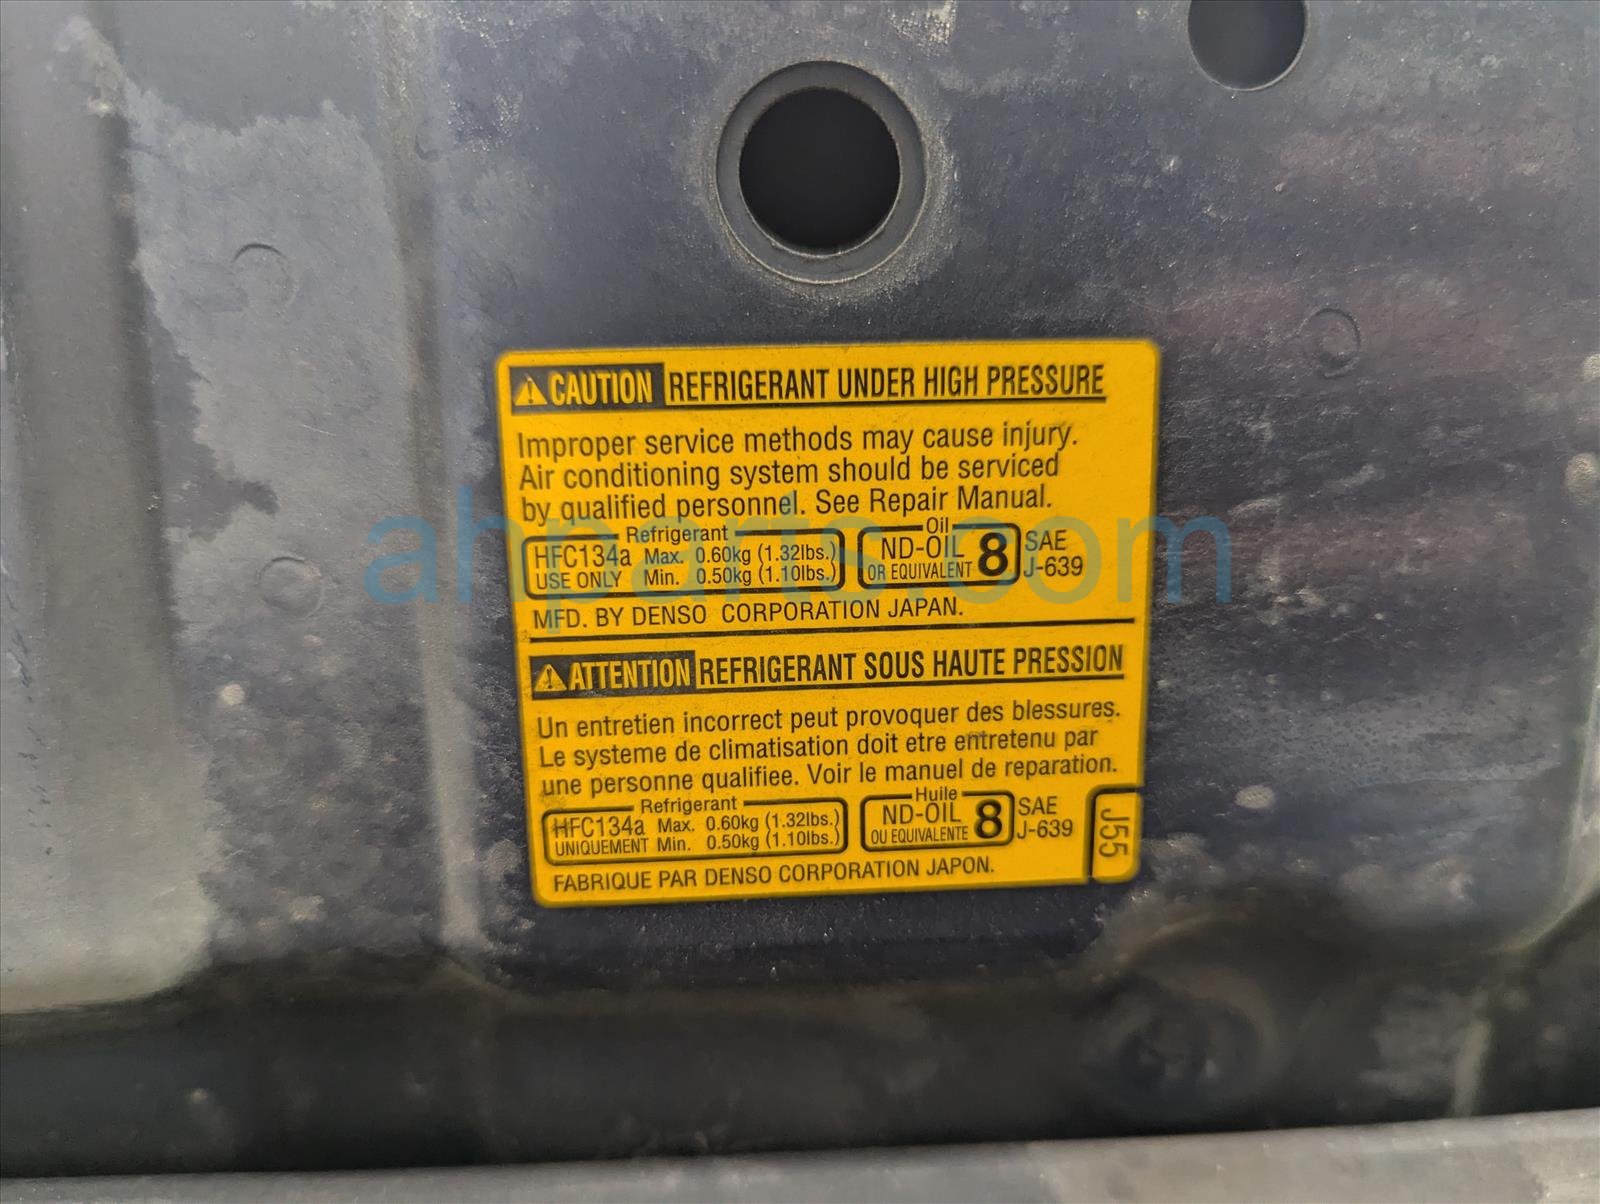 ⚠CAUTION REFRIGERANT UNDER HIGH PRESSURE
Improper service methods may cause injury.
Air conditioning system should be serviced
by qualified personnel. See Repair Manual.
Refrigerant
HFC134a Max. 0.60kg (1.32lbs.)
USE ONLY Min. 0.50kg (1.10lbs.)
Oil
ND-OIL 8
OR EQUIVALENT
SAE
J-639
MFD. BY DENSO CORPORATION JAPAN.
⚠ATTENTION REFRIGERANT SOUS HAUTE PRESSION
Un entretien incorrect peut provoquer des blessures.
Le systeme de climatisation doit etre entretenu par
une personne qualifiee. Voir le manuel de reparation.
Refrigerant
HFC134a Max. 0.60kg (1.32lbs.)
UNIQUEMENT Min. 0.50kg (1.10lbs.)
Huile
ND-OIL 8
OU EQUIVALENTE
SAE
J-639
FABRIQUE PAR DENSO CORPORATION JAPON.
J55
ahparts.com